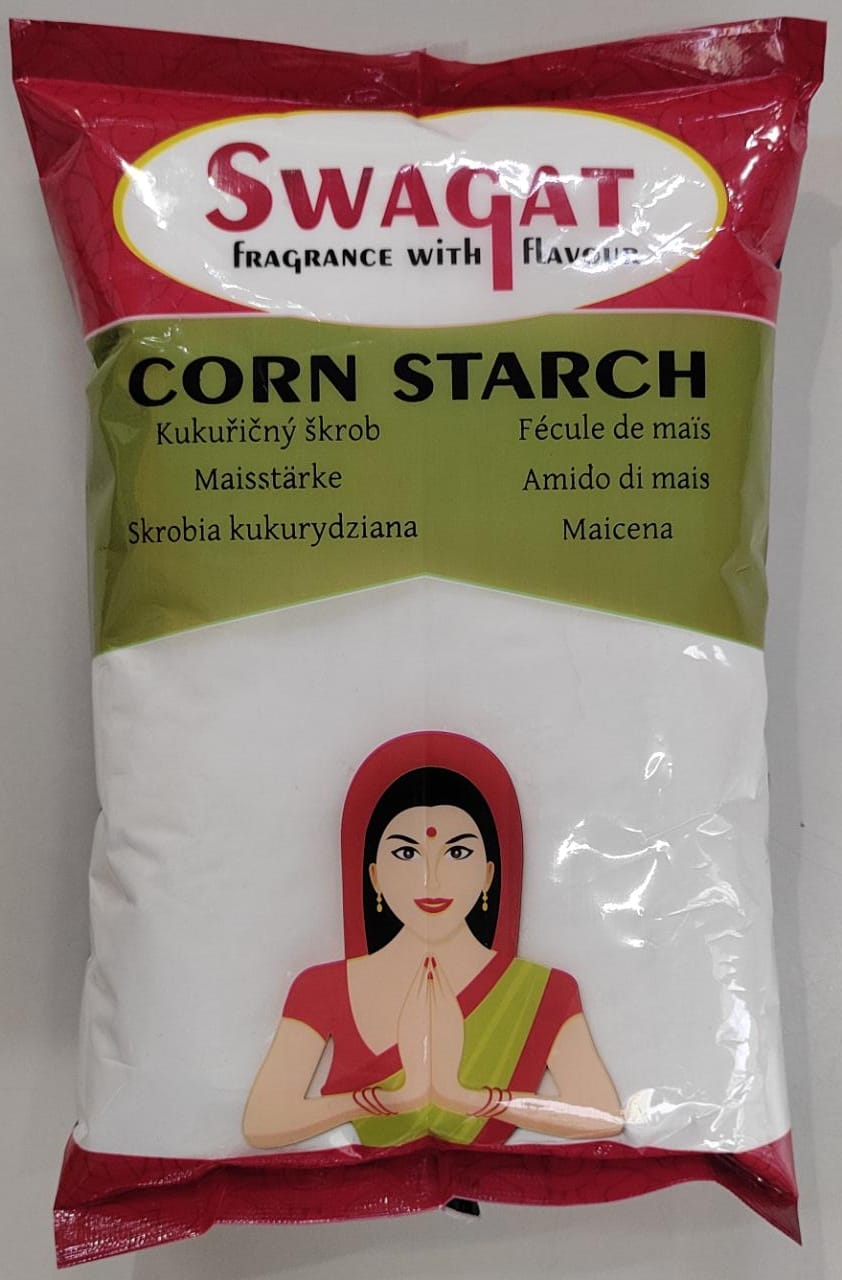 SWAGAT
FRAGRANCE WITH FLAVOUR
CORN STARCH
Kukuřičný škrob
Fécule de maïs
Maisstärke
Amido di mais
Skrobia kukurydziana
Maicena